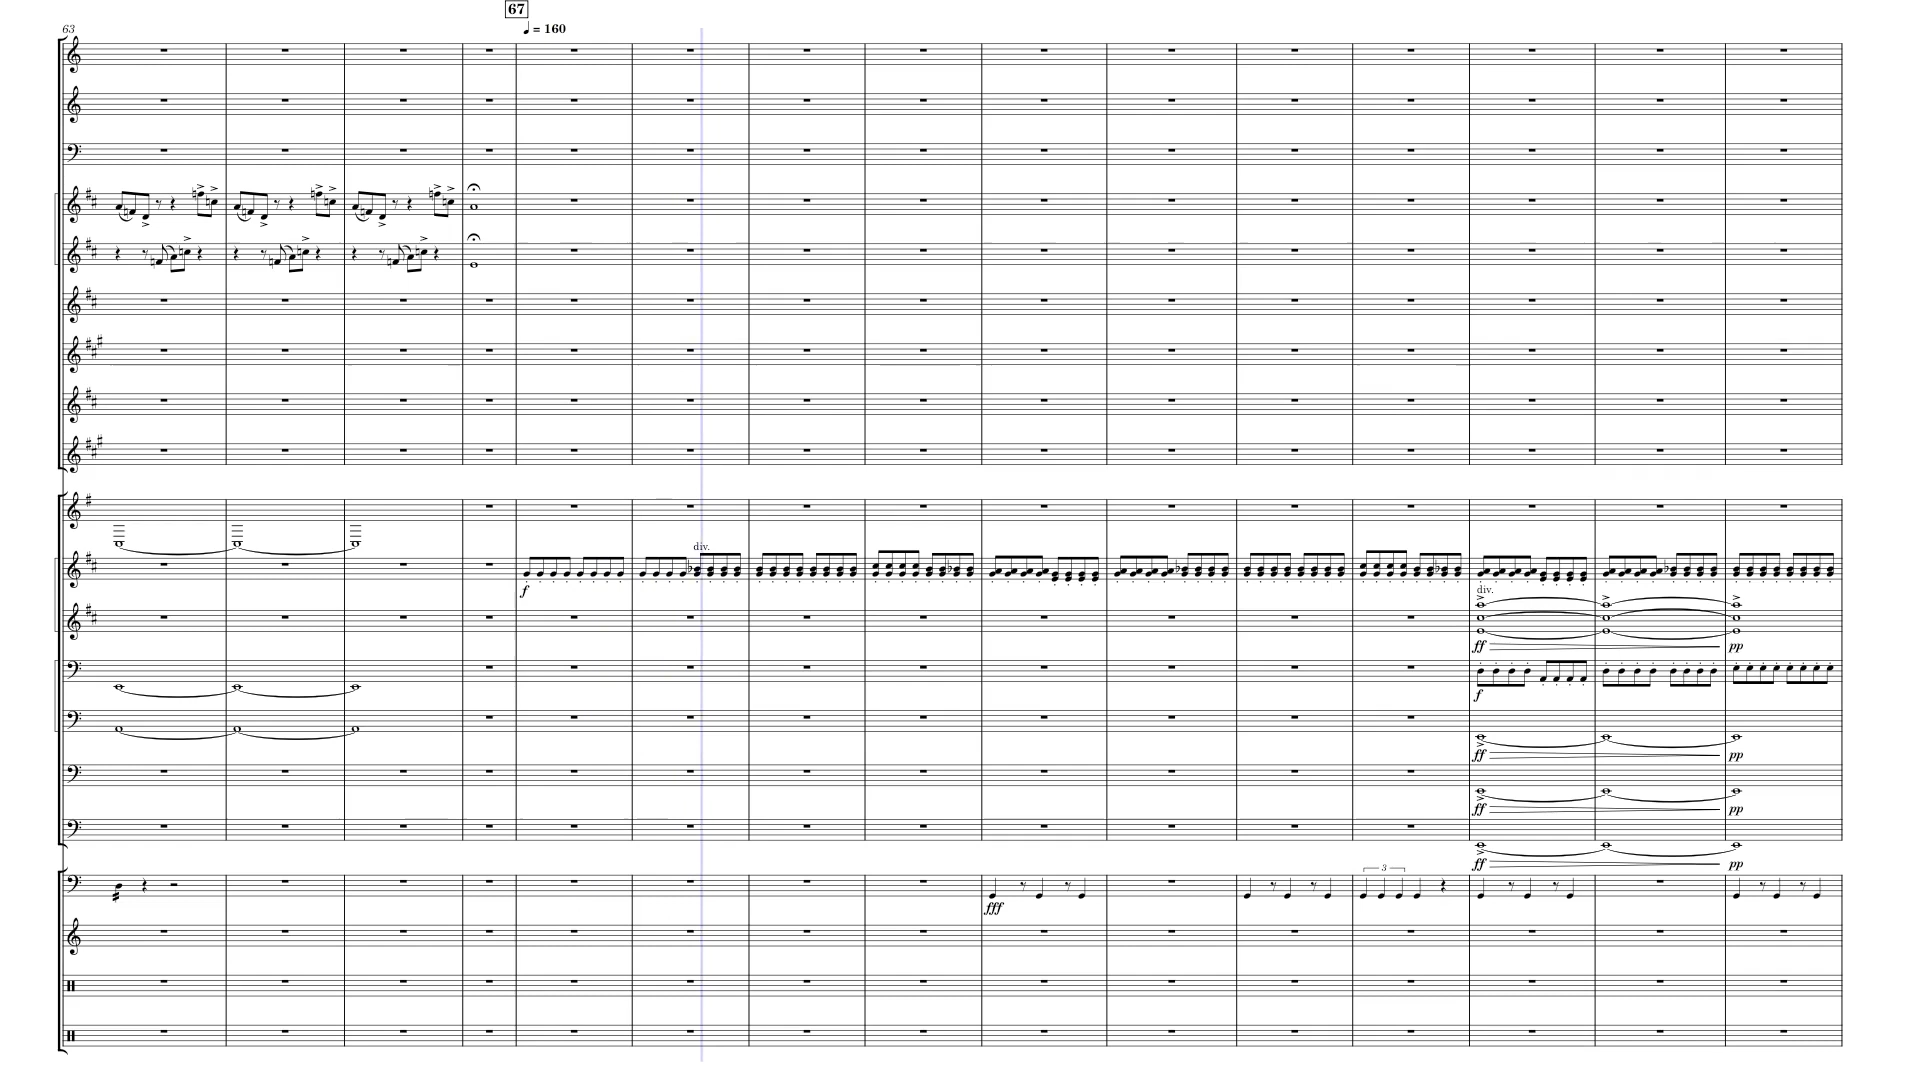 67
63
= 160
div.
f
div.
ff pp
f
ff pp
ff pp
3
ff pp
fff